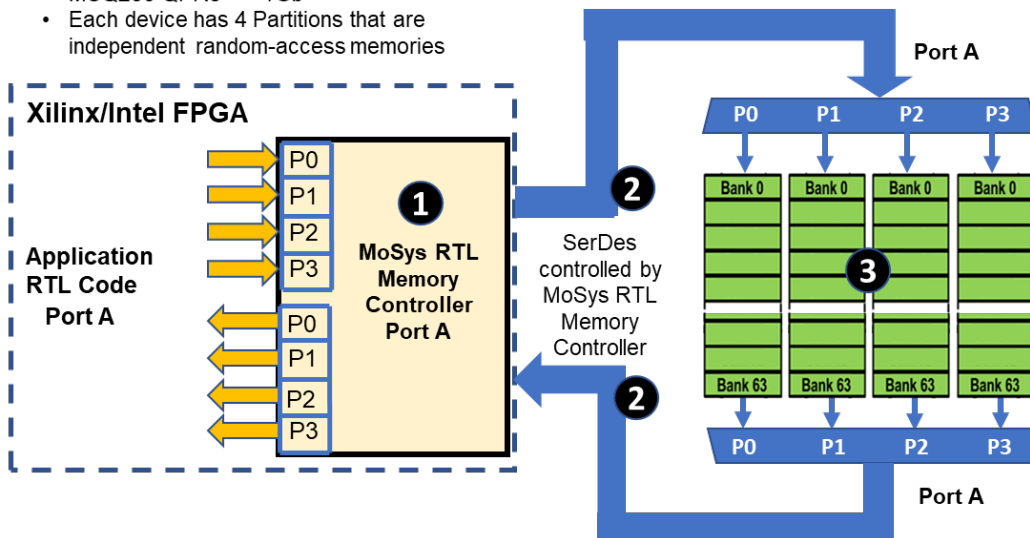 • Each device has 4 Partitions that are
independent random-access memories
Xilinx/Intel FPGA
Application
RTL Code
Port A
P0
P1
P2
P3
P0
P1
P2
P3
1
MoSys RTL
Memory
Controller
Port A
2
SerDes
controlled by
MoSys RTL
Memory
Controller
2
Port A
P0 P1 P2 P3
Bank 0 Bank 0 Bank 0 Bank 0
3
Bank 63 Bank 63 Bank 63 Bank 63
P0 P1 P2 P3
Port A